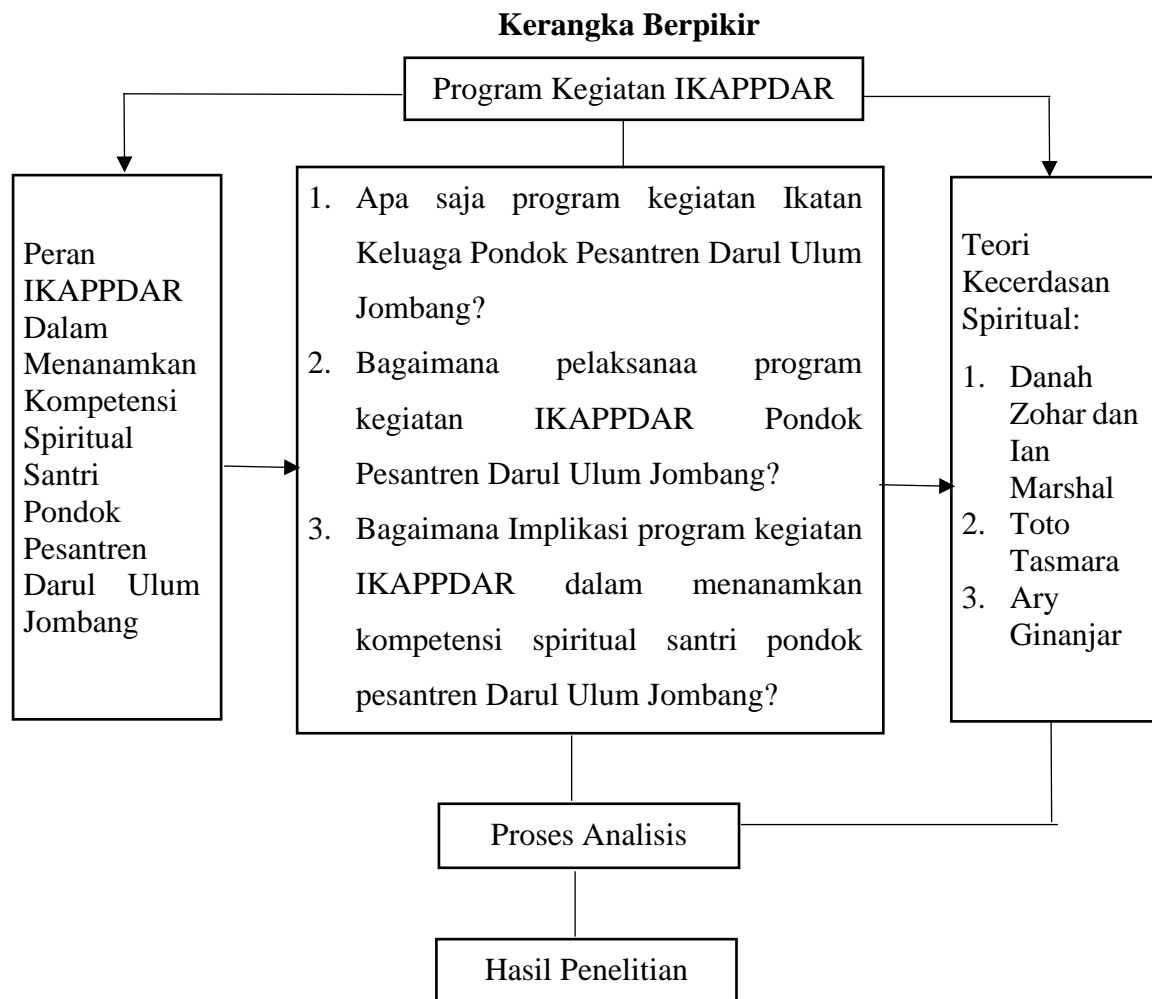 Kerangka Berpikir
Program Kegiatan IKAPPDAR
Peran
IKAPPDAR
Dalam
Menanamkan
Kompetensi
Spiritual
Santri
Pondok
Pesantren
Darul Ulum
Jombang
1. Apa saja program kegiatan Ikatan
Keluaga Pondok Pesantren Darul Ulum
Jombang?
2. Bagaimana pelaksanaa program
kegiatan IKAPPDAR Pondok
Pesantren Darul Ulum Jombang?
3. Bagaimana Implikasi program kegiatan
IKAPPDAR dalam menanamkan
kompetensi spiritual santri pondok
pesantren Darul Ulum Jombang?
Teori
Kecerdasan
Spiritual:
1. Danah
Zohar dan
Ian
Marshal
2. Toto
Tasmara
3. Ary
Ginanjar
Proses Analisis
Hasil Penelitian